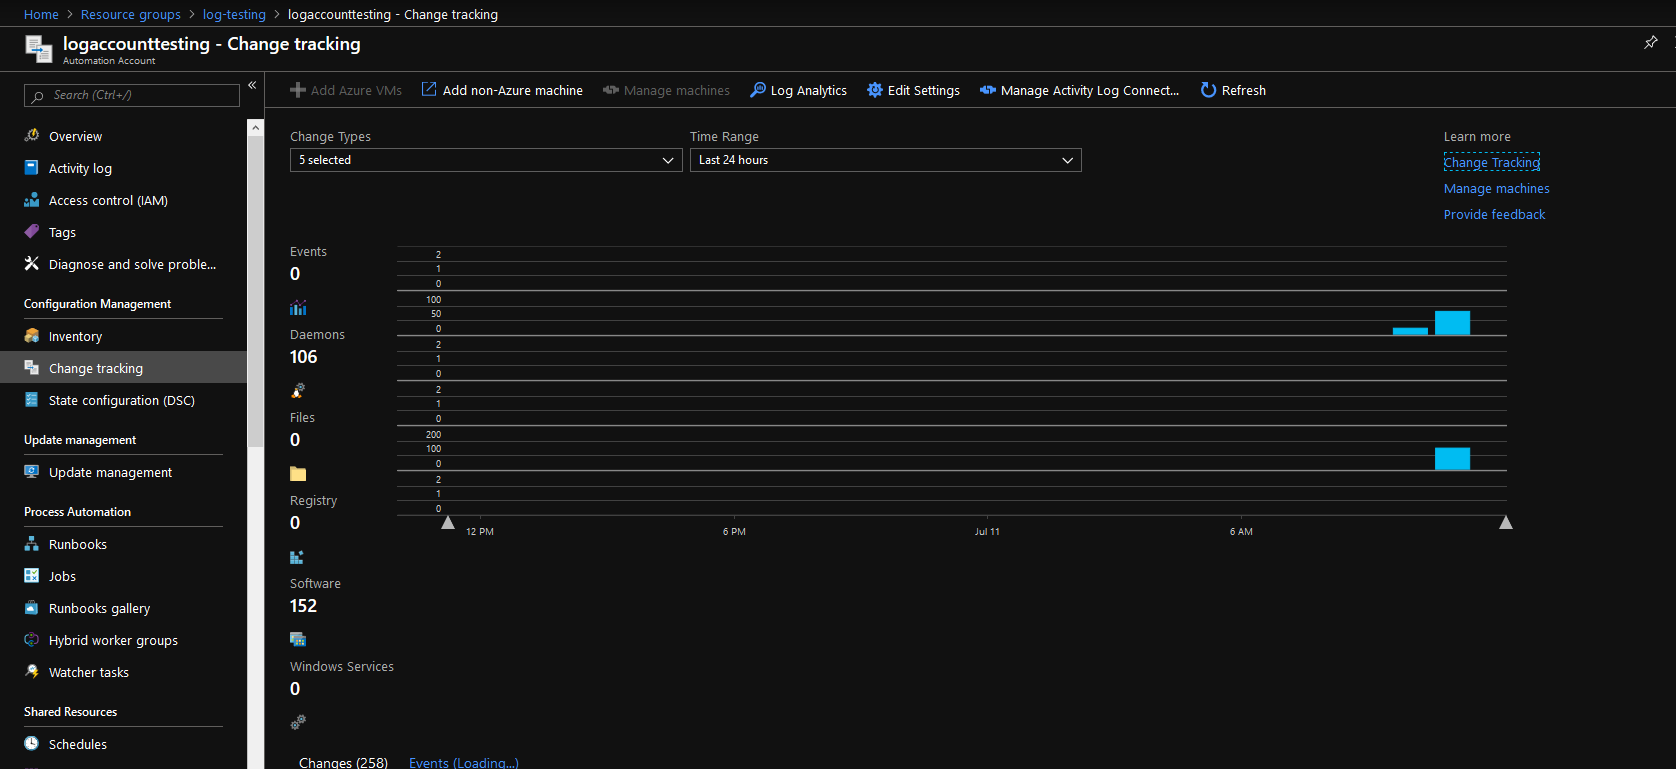 Home > Resource groups > log-testing > logaccounttesting - Change tracking
logaccounttesting - Change tracking
Automation Account
Search (Ctrl+/)
«
Overview
Activity log
Access control (IAM)
Tags
Diagnose and solve proble...
Configuration Management
Inventory
Change tracking
State configuration (DSC)
Update management
Update management
Process Automation
Runbooks
Jobs
Runbooks gallery
Hybrid worker groups
Watcher tasks
Shared Resources
Schedules
Add Azure VMs
Add non-Azure machine
Manage machines
Log Analytics
Edit Settings
Manage Activity Log Connect...
Refresh
Change Types
5 selected
Time Range
Last 24 hours
Learn more
Change Tracking
Manage machines
Provide feedback
Events
0
Daemons
106
Files
0
Registry
0
Software
152
Windows Services
0
2
1
0
100
50
0
2
1
0
2
1
0
200
100
0
2
1
0
12 PM
6 PM
Jul 11
6 AM
Changes (258)
Events (Loading...)